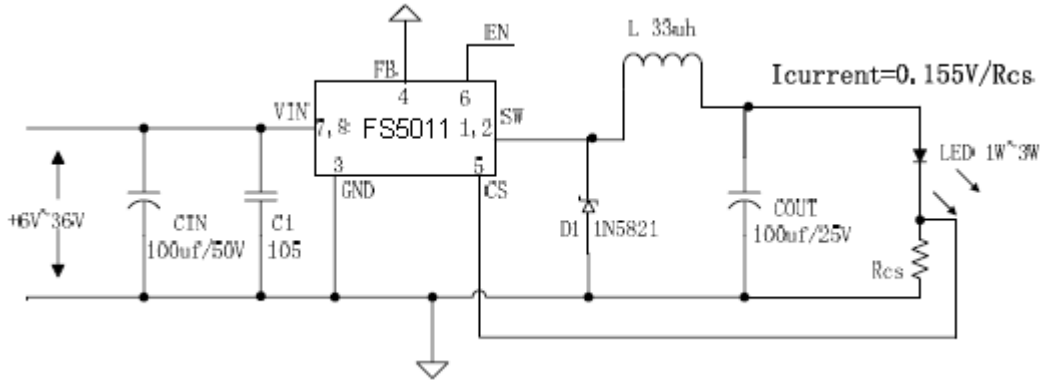 EN
L 33uh
FB
Icurrent=0.155V/Rcs
4
6
VIN
7,8
FS5011
1,2
SW
3
5
GND
CS
LED 1W~3W
+6V~36V
CIN
100uf/50V
C1
105
D1 1N5821
COUT
100uf/25V
Rcs